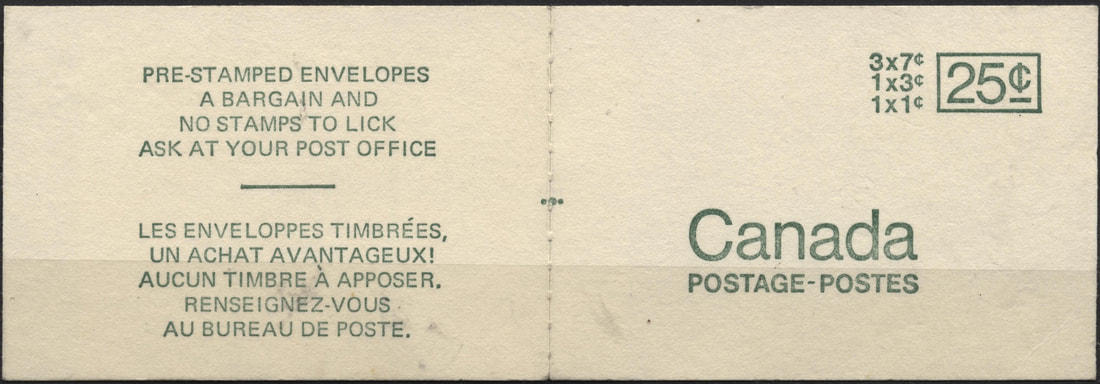 PRE-STAMPED ENVELOPES
A BARGAIN AND
NO STAMPS TO LICK
ASK AT YOUR POST OFFICE
LES ENVELOPPES TIMBRÉES,
UN ACHAT AVANTAGEUX!
AUCUN TIMBRE À APPOSER.
RENSEIGNEZ-VOUS
AU BUREAU DE POSTE.
3x7¢
1x3¢
1x1¢
25¢
Canada
POSTAGE-POSTES